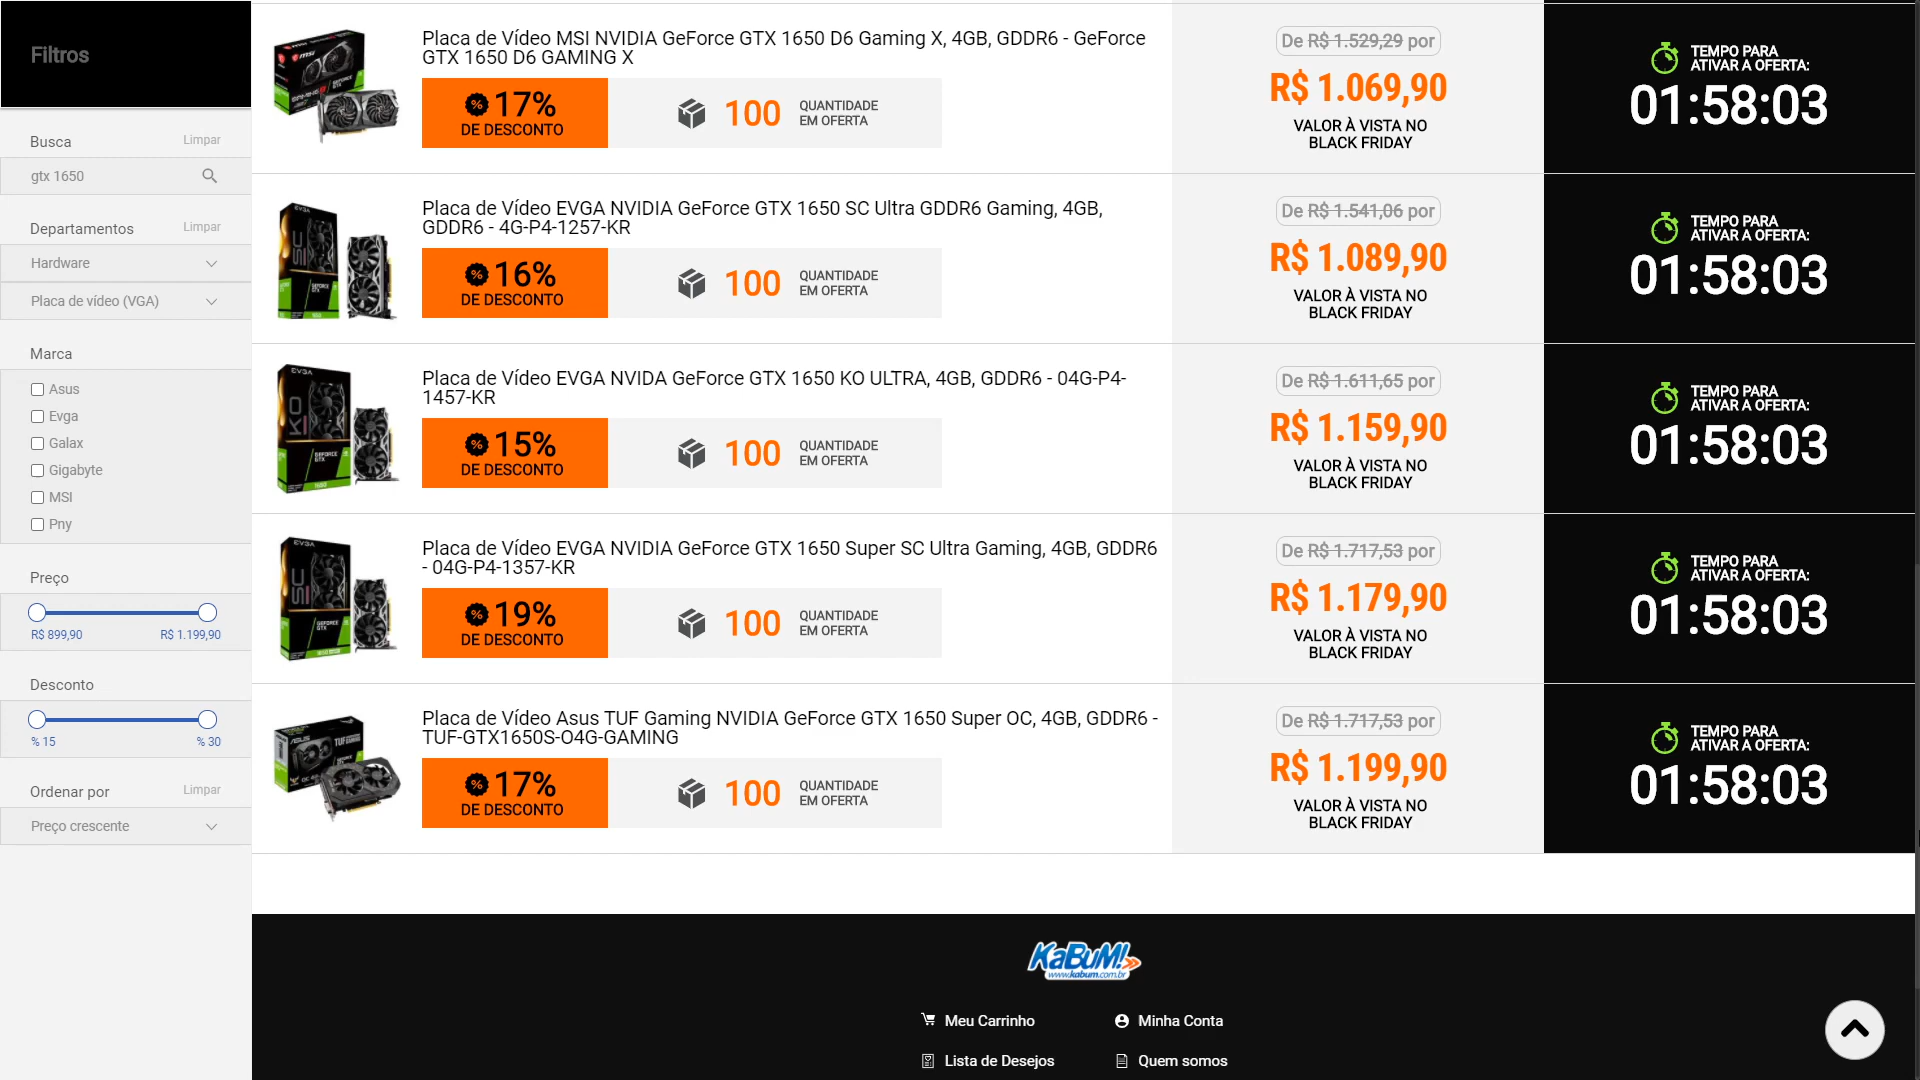 Filtros
Busca
Limpar
gtx 1650
Departamentos
Limpar
Hardware
Placa de vídeo (VGA)
Marca
Asus
Evga
Galax
Gigabyte
MSI
Pny
Preço
R$ 899,90
R$ 1.199,90
Desconto
% 15
% 30
Ordenar por
Limpar
Preço crescente
Placa de Vídeo MSI NVIDIA GeForce GTX 1650 D6 Gaming X, 4GB, GDDR6 - GeForce
GTX 1650 D6 GAMING X
17%
DE DESCONTO
100
QUANTIDADE
EM OFERTA
De R$ 1.529,29 por
R$ 1.069,90
VALOR À VISTA NO
BLACK FRIDAY
TEMPO PARA
ATIVAR A OFERTA:
01:58:03
Placa de Vídeo EVGA NVIDIA GeForce GTX 1650 SC Ultra GDDR6 Gaming, 4GB,
GDDR6 - 4G-P4-1257-KR
16%
DE DESCONTO
100
QUANTIDADE
EM OFERTA
De R$ 1.541,06 por
R$ 1.089,90
VALOR À VISTA NO
BLACK FRIDAY
TEMPO PARA
ATIVAR A OFERTA:
01:58:03
Placa de Vídeo EVGA NVIDA GeForce GTX 1650 KO ULTRA, 4GB, GDDR6 - 04G-P4-
1457-KR
15%
DE DESCONTO
100
QUANTIDADE
EM OFERTA
De R$ 1.611,65 por
R$ 1.159,90
VALOR À VISTA NO
BLACK FRIDAY
TEMPO PARA
ATIVAR A OFERTA:
01:58:03
Placa de Vídeo EVGA NVIDIA GeForce GTX 1650 Super SC Ultra Gaming, 4GB, GDDR6
- 04G-P4-1357-KR
19%
DE DESCONTO
100
QUANTIDADE
EM OFERTA
De R$ 1.717,53 por
R$ 1.179,90
VALOR À VISTA NO
BLACK FRIDAY
TEMPO PARA
ATIVAR A OFERTA:
01:58:03
Placa de Vídeo Asus TUF Gaming NVIDIA GeForce GTX 1650 Super OC, 4GB, GDDR6 -
TUF-GTX1650S-O4G-GAMING
17%
DE DESCONTO
100
QUANTIDADE
EM OFERTA
De R$ 1.717,53 por
R$ 1.199,90
VALOR À VISTA NO
BLACK FRIDAY
TEMPO PARA
ATIVAR A OFERTA:
01:58:03
KaBuM!
www.kabum.com.br
Meu Carrinho
Minha Conta
Lista de Desejos
Quem somos